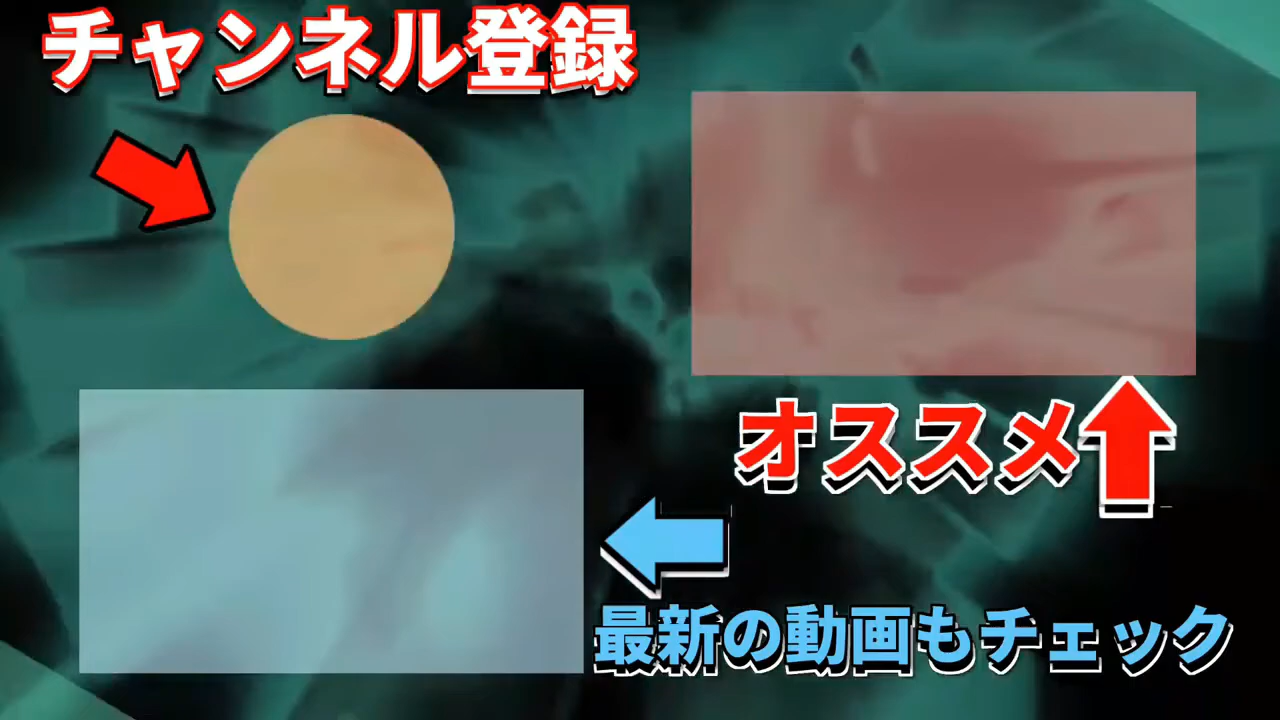 チャンネル登録
オススメ
最新の動画もチェック